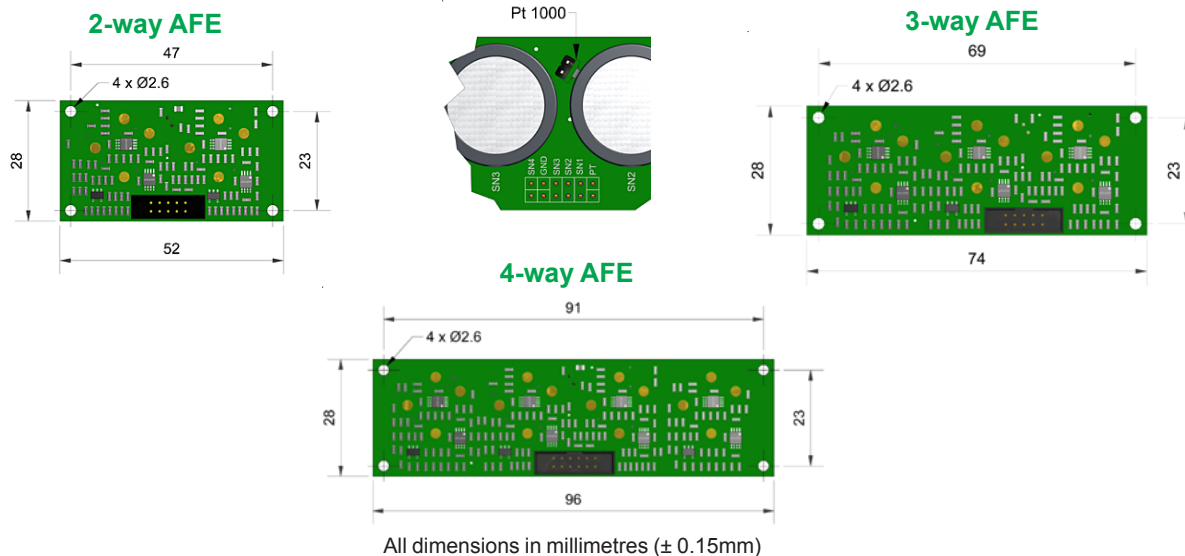 2-way AFE
47
4 x Ø2.6
28
23
52
Pt 1000
SN3
SN4
GND
SN3
SN2
SN1
PT
SN2
3-way AFE
69
4 x Ø2.6
28
23
74
4-way AFE
91
4 x Ø2.6
28
23
96
All dimensions in millimetres (± 0.15mm)